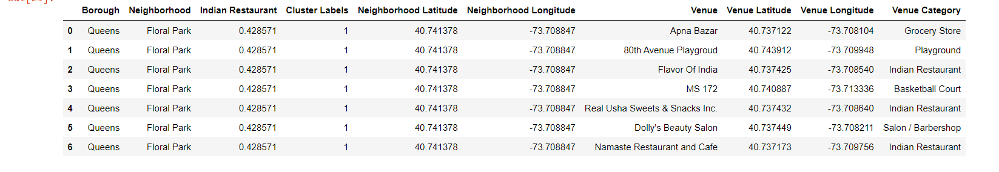 Out[29]:
Borough Neighborhood Indian Restaurant Cluster Labels Neighborhood Latitude Neighborhood Longitude Venue Venue Latitude Venue Longitude Venue Category
0 Queens Floral Park 0.428571 1 40.741378 -73.708847 Apna Bazar 40.737122 -73.708104 Grocery Store
1 Queens Floral Park 0.428571 1 40.741378 -73.708847 80th Avenue Playgroud 40.743912 -73.709948 Playground
2 Queens Floral Park 0.428571 1 40.741378 -73.708847 Flavor Of India 40.737425 -73.708540 Indian Restaurant
3 Queens Floral Park 0.428571 1 40.741378 -73.708847 MS 172 40.740887 -73.713336 Basketball Court
4 Queens Floral Park 0.428571 1 40.741378 -73.708847 Real Usha Sweets & Snacks Inc. 40.737432 -73.708640 Indian Restaurant
5 Queens Floral Park 0.428571 1 40.741378 -73.708847 Dolly's Beauty Salon 40.737449 -73.708211 Salon / Barbershop
6 Queens Floral Park 0.428571 1 40.741378 -73.708847 Namaste Restaurant and Cafe 40.737173 -73.709756 Indian Restaurant